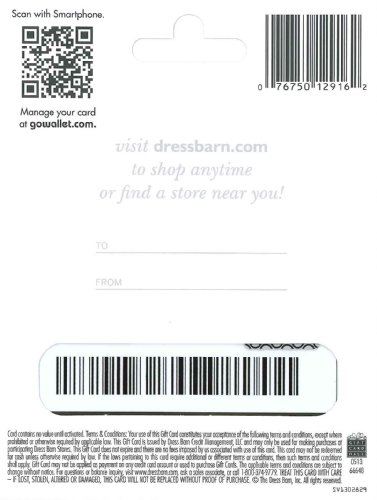 Scan with Smartphone.
Manage your card
at gowallet.com.
0 76750 12916 2
visit dressbarn.com
to shop anytime
or find a store near you!
TO
FROM
Card contains no value until activated. Terms & Conditions: Your use of this Gift Card constitutes your acceptance of the following terms and conditions, except where
prohibited or otherwise required by applicable law. This Gift Card is issued by Dress Barn Credit Management, LLC and may only be used for making purchases at
participating Dress Barn Stores. This Gift Card does not expire and there are no fees imposed by its issuance or use. This card may not be redeemed
for cash unless otherwise required by law. If the laws pertaining to this card require additional or different terms or conditions, then such terms and conditions
shall apply. Gift Card may not be applied as payment on any credit card amount or used to purchase Gift Cards. The applicable terms and conditions are subject to
change without notice. For balance inquiry or questions, visit www.dressbarn.com, ask a sales associate, or call 1-800-374-9779. TREAT THIS CARD WITH CARE
– IF LOST, STOLEN, ALTERED OR DAMAGED, THIS CARD WILL NOT BE REPLACED WITHOUT PROOF OF PURCHASE. © The Dress Barn, Inc. All rights reserved.
GIFT
CARD
0513
66640